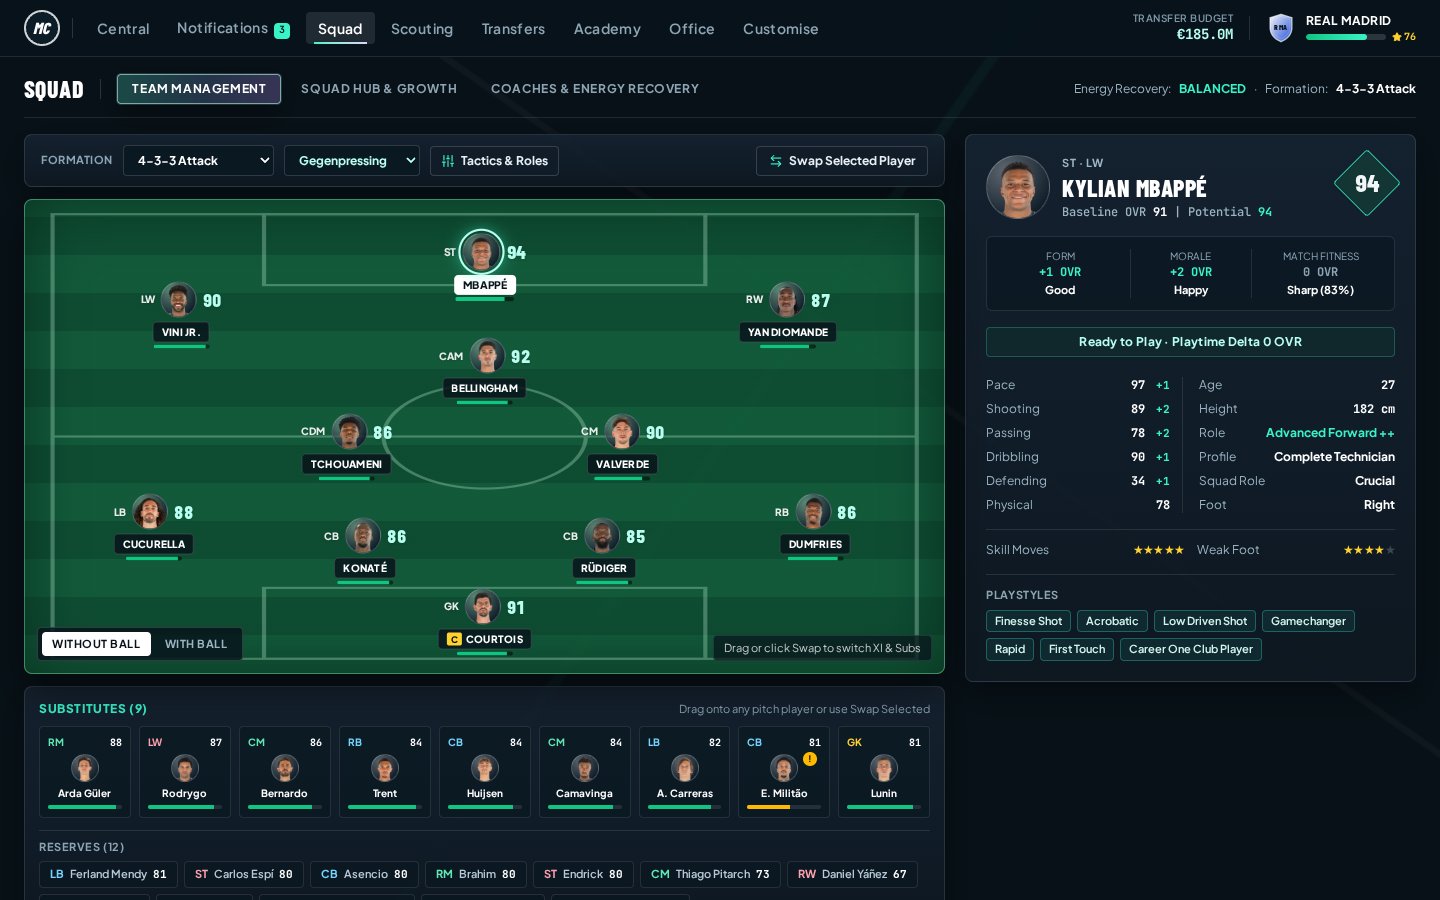 MC Central Notifications 3 Squad Scouting Transfers Academy Office Customise
TRANSFER BUDGET
€185.0M
RMA
REAL MADRID
76
SQUAD TEAM MANAGEMENT SQUAD HUB & GROWTH COACHES & ENERGY RECOVERY
Energy Recovery: BALANCED · Formation: 4-3-3 Attack
FORMATION 4-3-3 Attack Gegenpressing Tactics & Roles Swap Selected Player
ST 94
MBAPPÉ
LW 90
VINI JR.
RW 87
YAN DIOMANDE
CAM 92
BELLINGHAM
CDM 86
TCHOUAMENI
CM 90
VALVERDE
LB 88
CUCURELLA
CB 86
KONATÉ
CB 85
RÜDIGER
RB 86
DUMFRIES
GK 91
C COURTOIS
WITHOUT BALL WITH BALL
Drag or click Swap to switch XI & Subs
SUBSTITUTES (9)
Drag onto any pitch player or use Swap Selected
RM 88
Arda Güler
LW 87
Rodrygo
CM 86
Bernardo
RB 84
Trent
CB 84
Huijsen
CM 84
Camavinga
LB 82
A. Carreras
CB 81
!
E. Militão
GK 81
Lunin
RESERVES (12)
LB Ferland Mendy 81
ST Carlos Espí 80
CB Asencio 80
RM Brahim 80
ST Endrick 80
CM Thiago Pitarch 73
RW Daniel Yáñez 67
ST · LW
KYLIAN MBAPPÉ
Baseline OVR 91 | Potential 94
94
FORM
+1 OVR
Good
MORALE
+2 OVR
Happy
MATCH FITNESS
0 OVR
Sharp (83%)
Ready to Play · Playtime Delta 0 OVR
Pace 97 +1
Shooting 89 +2
Passing 78 +2
Dribbling 90 +1
Defending 34 +1
Physical 78
Age 27
Height 182 cm
Role Advanced Forward ++
Profile Complete Technician
Squad Role Crucial
Foot Right
Skill Moves ★★★★★ Weak Foot ★★★★★
PLAYSTYLES
Finesse Shot Acrobatic Low Driven Shot Gamechanger
Rapid First Touch Career One Club Player